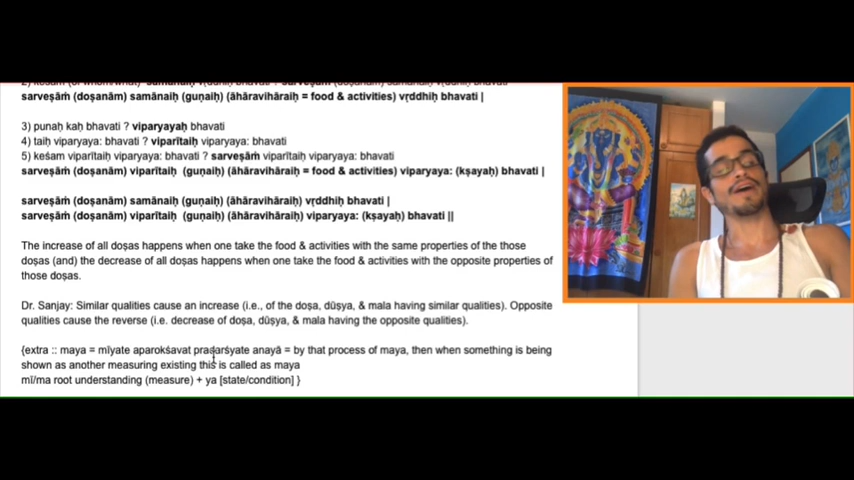 sarveṣāṁ (doṣanām) samānaiḥ (guṇaiḥ) (āhāravihāraiḥ = food & activities) vṛddhiḥ bhavati |
3) punaḥ kaḥ bhavati ? viparyayaḥ bhavati
4) taiḥ viparyaya: bhavati ? viparītaiḥ viparyaya: bhavati
5) keśam viparītaiḥ viparyaya: bhavati ? sarveṣāṁ viparītaiḥ viparyaya: bhavati
sarveṣāṁ (doṣanām) viparītaiḥ (guṇaiḥ) (āhāravihāraiḥ = food & activities) viparyaya: (kṣayaḥ) bhavati |
sarveṣāṁ (doṣanām) samānaiḥ (guṇaiḥ) (āhāravihāraiḥ) vṛddhiḥ bhavati |
sarveṣāṁ (doṣanām) viparītaiḥ (guṇaiḥ) (āhāravihāraiḥ) viparyaya: (kṣayaḥ) bhavati ||
The increase of all doṣas happens when one take the food & activities with the same properties of the those
doṣas (and) the decrease of all doṣas happens when one take the food & activities with the opposite properties of
those doṣas.
Dr. Sanjay: Similar qualities cause an increase (i.e., of the doṣa, dūṣya, & mala having similar qualities). Opposite
qualities cause the reverse (i.e. decrease of doṣa, dūṣya, & mala having the opposite qualities).
{extra :: maya = mīyate aparokśavat pradarśyate anayā = by that process of maya, then when something is being
shown as another measuring existing this is called as maya
mī/ma root understanding (measure) + ya [state/condition] }